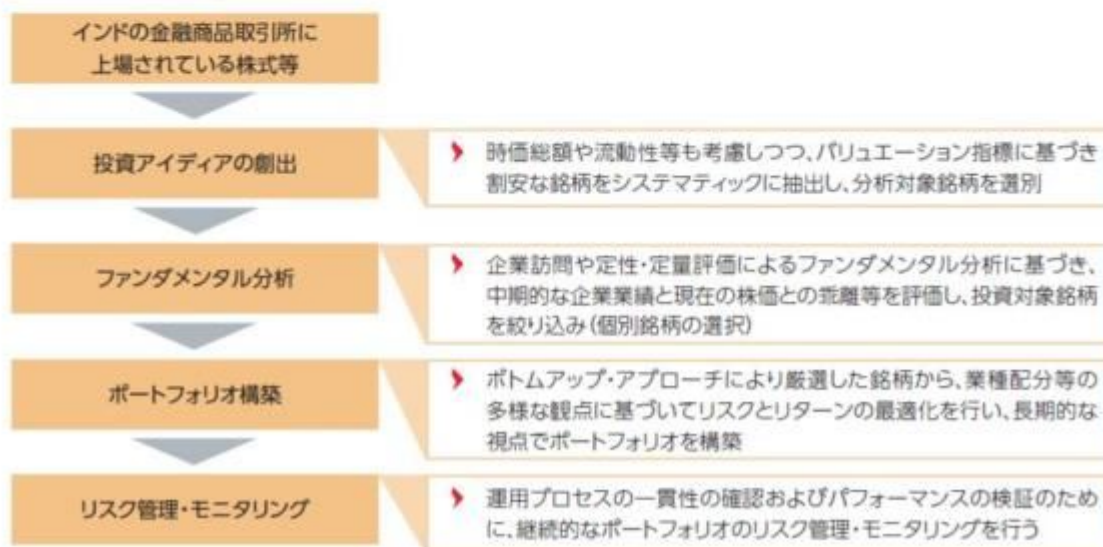 インドの金融商品取引所に
上場されている株式等
投資アイディアの創出
時価総額や流動性等も考慮しつつ、バリュエーション指標に基づき
割安な銘柄をシステマティックに抽出し、分析対象銘柄を選別
ファンダメンタル分析
企業訪問や定性・定量評価によるファンダメンタル分析に基づき、
中期的な企業業績と現在の株価との乖離等を評価し、投資対象銘柄
を絞り込み(個別銘柄の選択)
ポートフォリオ構築
ボトムアップ・アプローチにより厳選した銘柄から、業種配分等の
多様な観点に基づいてリスクとリターンの最適化を行い、長期的な
視点でポートフォリオを構築
リスク管理・モニタリング
運用プロセスの一貫性の確認およびパフォーマンスの検証のため
に、継続的なポートフォリオのリスク管理・モニタリングを行う